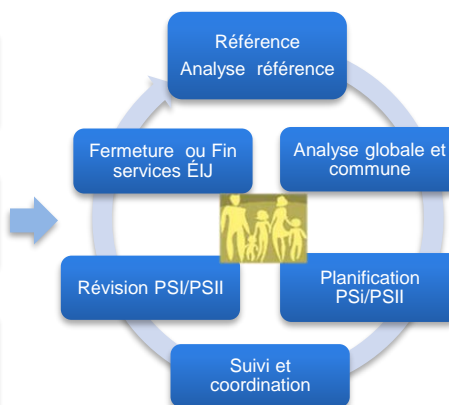 Référence
Analyse référence
Analyse globale et
commune
Planification
PSi/PSII
Suivi et
coordination
Révision PSI/PSII
Fermeture ou Fin
services ÉIJ